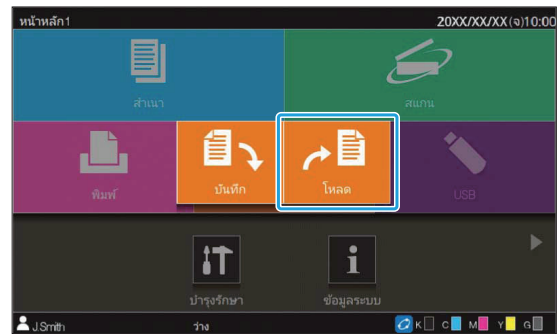 หน้าหลัก1 20XX/XX/XX(จ)10:00
สำเนา สแกน
พิมพ์ บันทึก โหลด USB
บำรุงรักษา ข้อมูลระบบ
J.Smith ว่าง K C M Y G